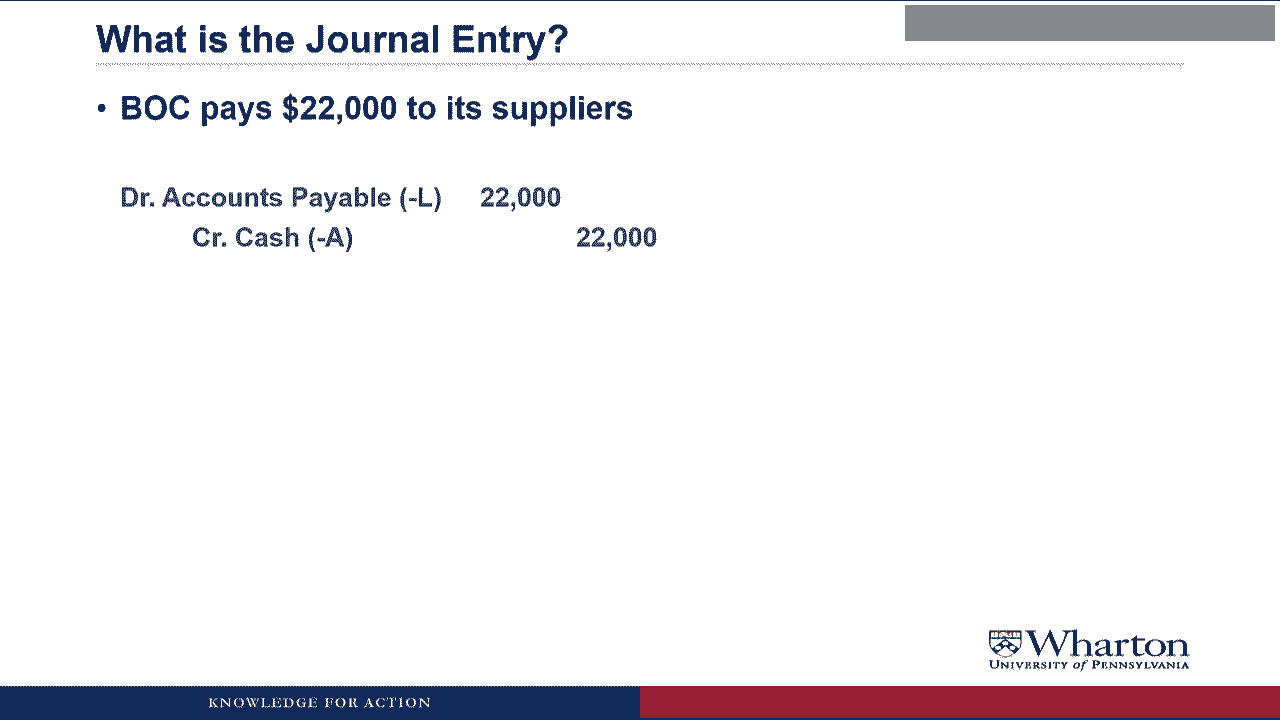 What is the Journal Entry?
• BOC pays $22,000 to its suppliers
Dr. Accounts Payable (-L) 22,000
Cr. Cash (-A) 22,000
Wharton
UNIVERSITY of PENNSYLVANIA
KNOWLEDGE FOR ACTION